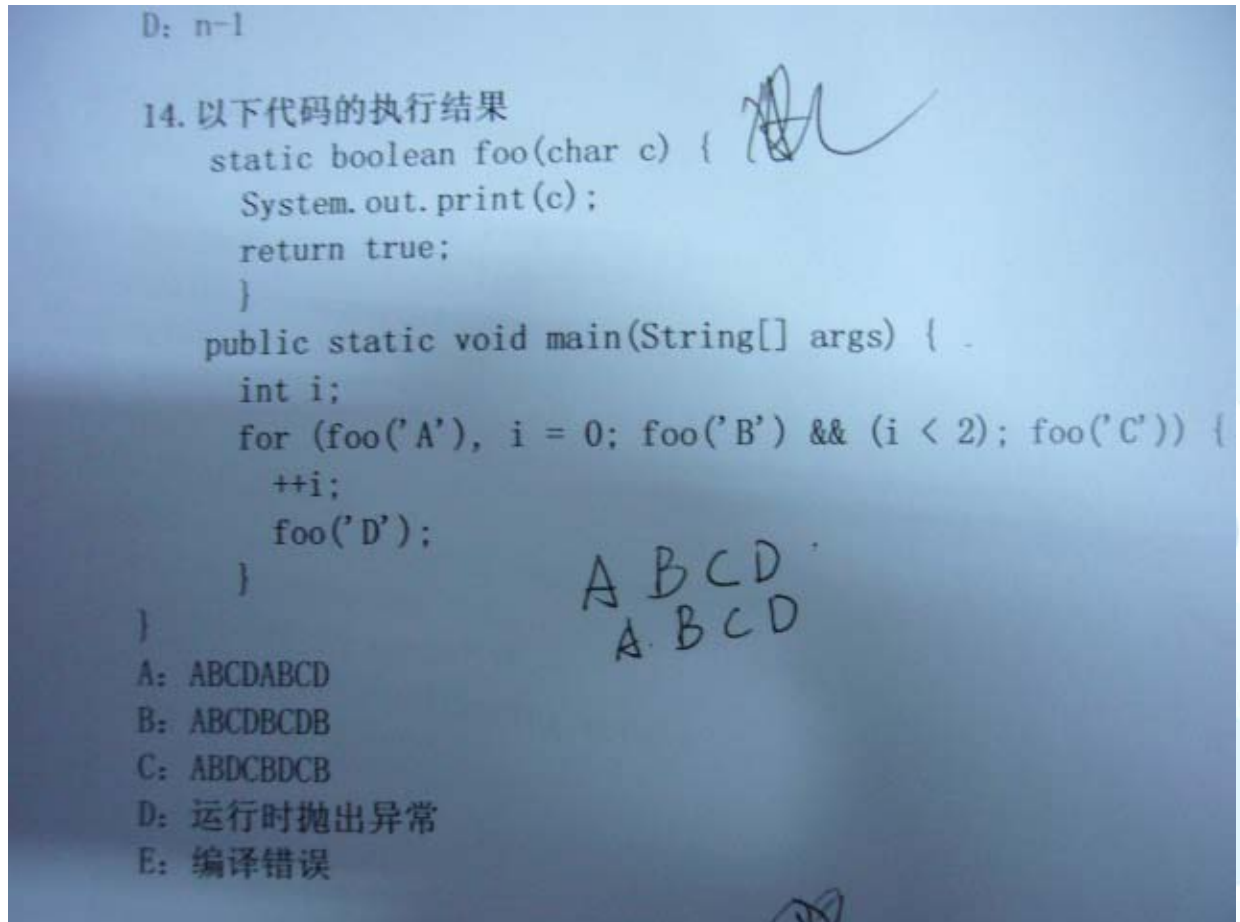 D: n-1
14. 以下代码的执行结果
static boolean foo(char c) {
System.out.print(c);
return true;
}
public static void main(String[] args) {
int i;
for (foo('A'), i = 0; foo('B') && (i < 2); foo('C')) {
++i;
foo('D');
}
A B C D
A. B C D
}
A: ABCDABCD
B: ABCDBCDB
C: ABDCBDCB
D: 运行时抛出异常
E: 编译错误